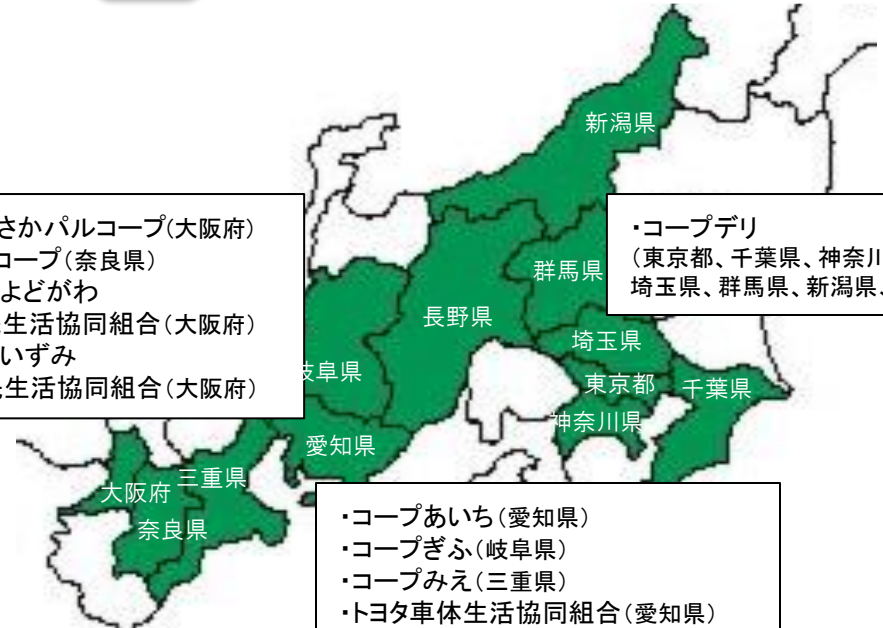 新潟県
さかパルコープ(大阪府)
コープ(奈良県)
よどがわ
生活協同組合(大阪府)
いずみ
生活協同組合(大阪府)
・コープデリ
(東京都、千葉県、神奈川
埼玉県、群馬県、新潟県、
群馬県
長野県
埼玉県
岐阜県
東京都
千葉県
神奈川県
愛知県
三重県
大阪府
奈良県
・コープあいち(愛知県)
・コープぎふ(岐阜県)
・コープみえ(三重県)
・トヨタ車体生活協同組合(愛知県)